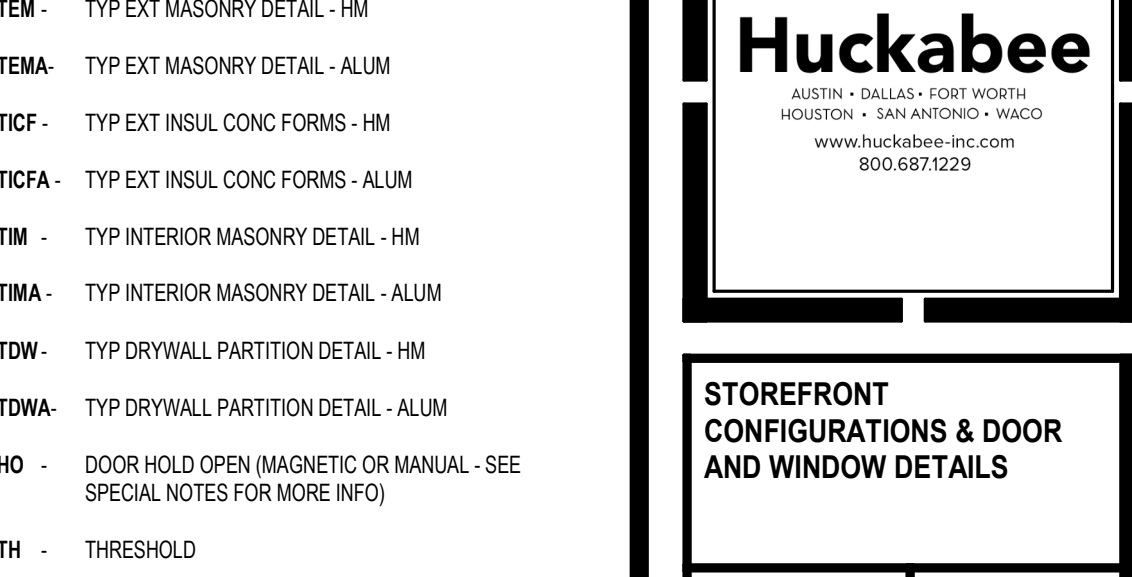 TEM - TYP EXT MASONRY DETAIL - HM
TEMA- TYP EXT MASONRY DETAIL - ALUM
TICF - TYP EXT INSUL CONC FORMS - HM
TICFA - TYP EXT INSUL CONC FORMS - ALUM
TIM - TYP INTERIOR MASONRY DETAIL - HM
TIMA - TYP INTERIOR MASONRY DETAIL - ALUM
TDW - TYP DRYWALL PARTITION DETAIL - HM
TDWA- TYP DRYWALL PARTITION DETAIL - ALUM
HO - DOOR HOLD OPEN (MAGNETIC OR MANUAL - SEE
SPECIAL NOTES FOR MORE INFO)
TH - THRESHOLD
Huckabee
AUSTIN • DALLAS • FORT WORTH
HOUSTON • SAN ANTONIO • WACO
www.huckabee-inc.com
800.687.1229
STOREFRONT
CONFIGURATIONS & DOOR
AND WINDOW DETAILS